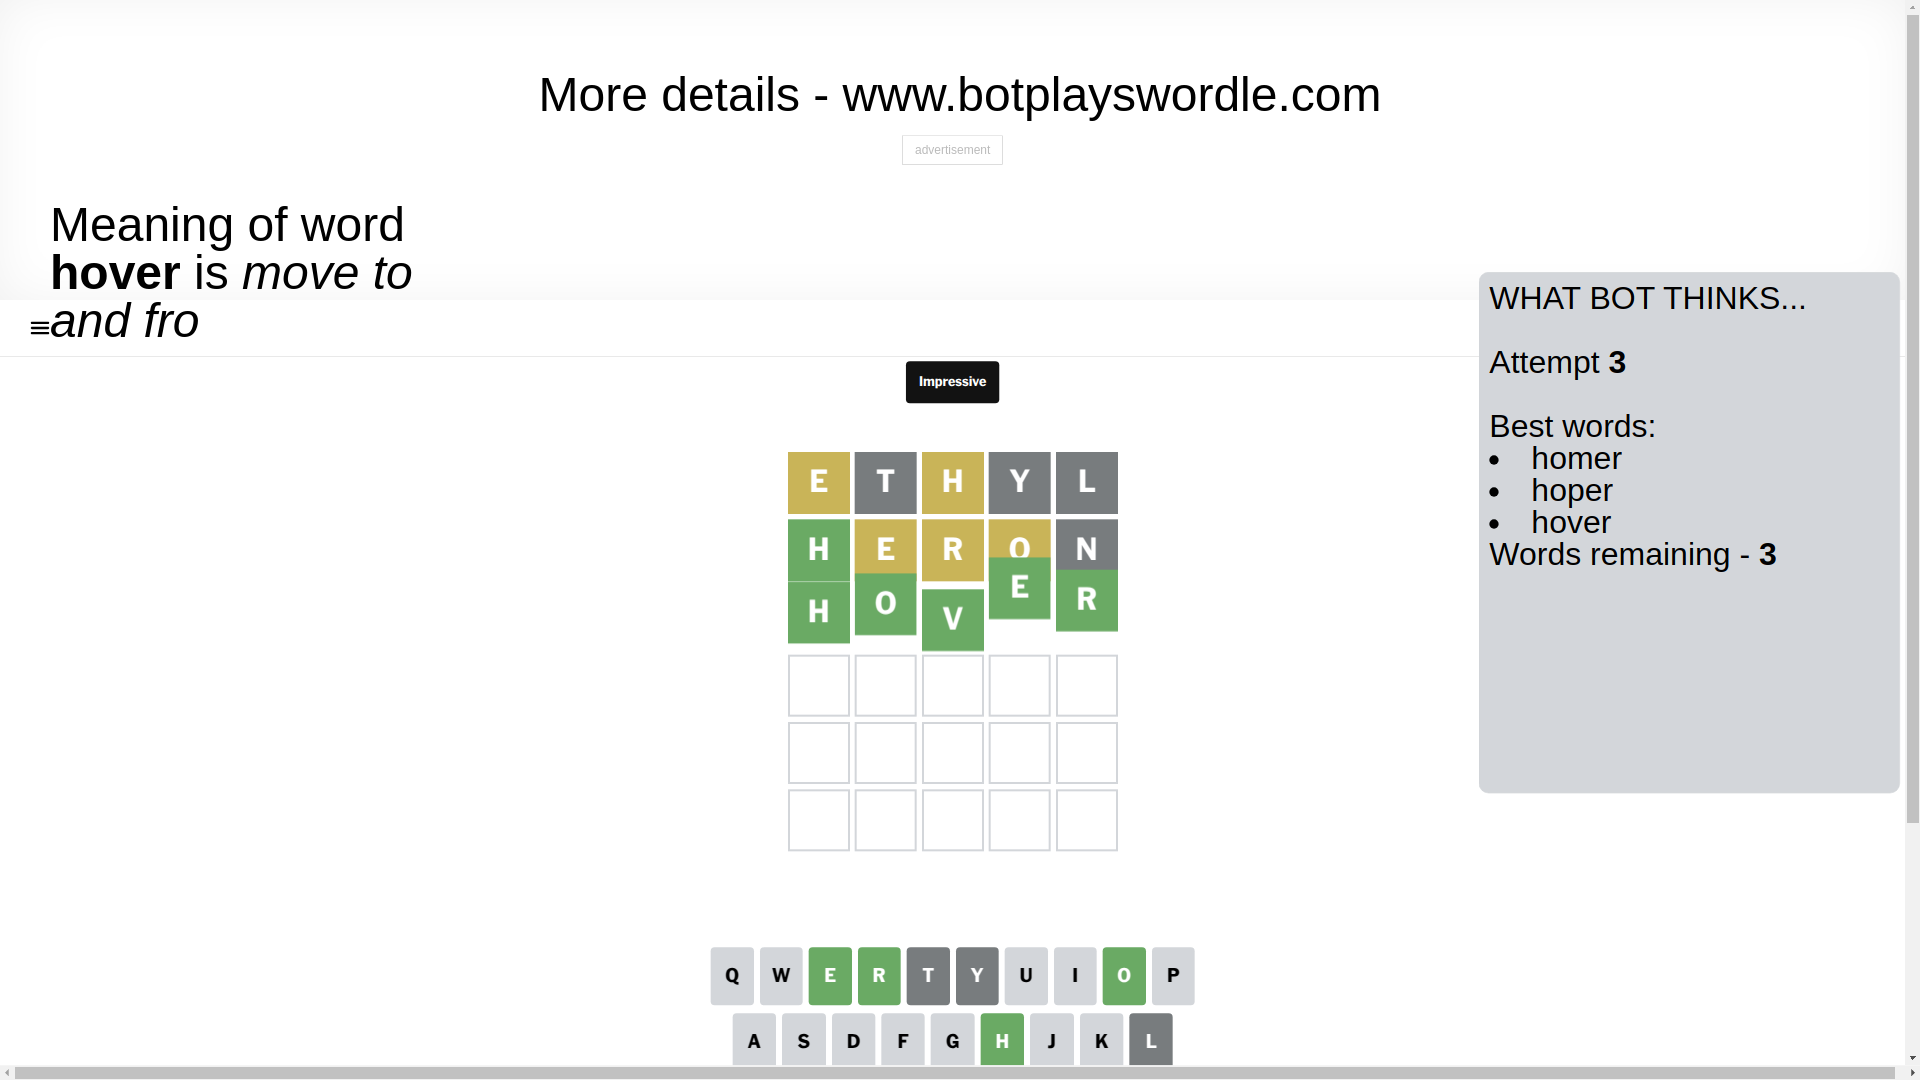 More details - www.botplayswordle.com
advertisement
Meaning of word
hover is move to
and fro
WHAT BOT THINKS...
Attempt 3
Best words:
homer
hoper
hover
Words remaining - 3
Impressive
E T H Y L
H E R O N
H O V E R
Q W E R T Y U I O P
A S D F G H J K L